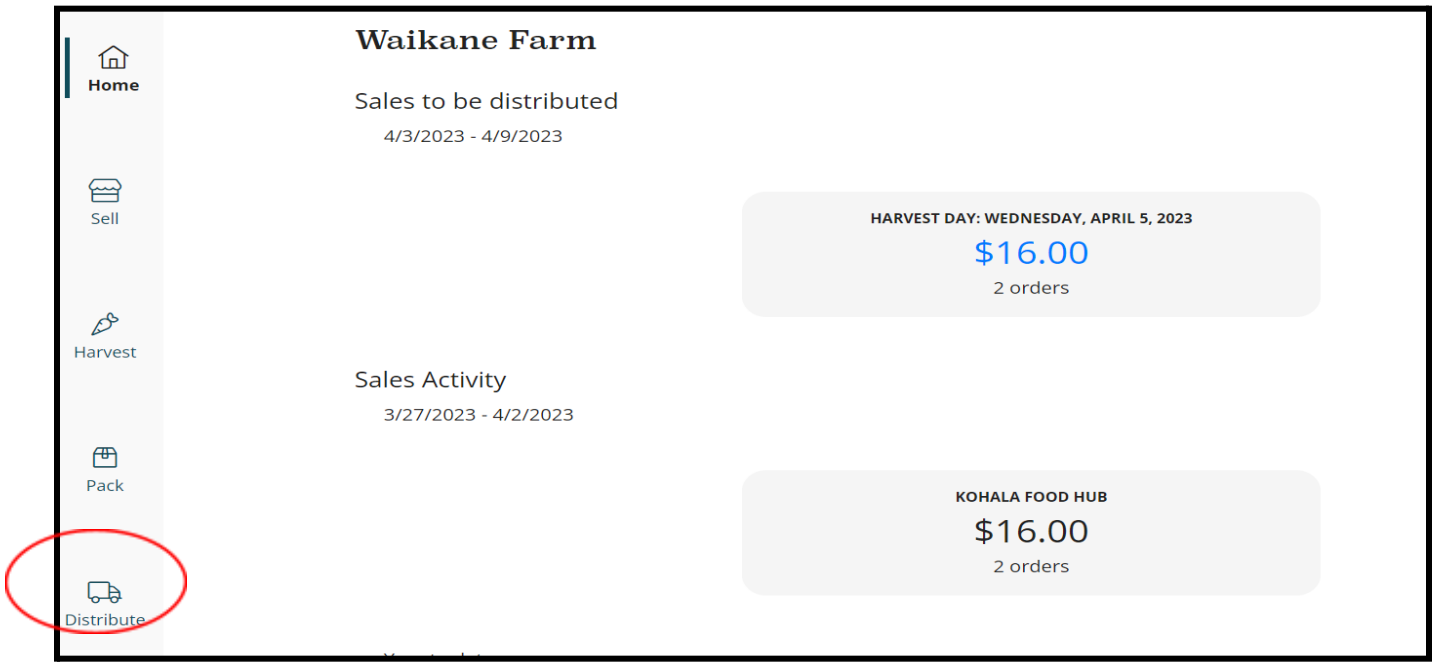 Waikane Farm
Home
Sales to be distributed
4/3/2023 - 4/9/2023
Sell
HARVEST DAY: WEDNESDAY, APRIL 5, 2023
$16.00
2 orders
Harvest
Sales Activity
3/27/2023 - 4/2/2023
Pack
KOHALA FOOD HUB
$16.00
2 orders
Distribute